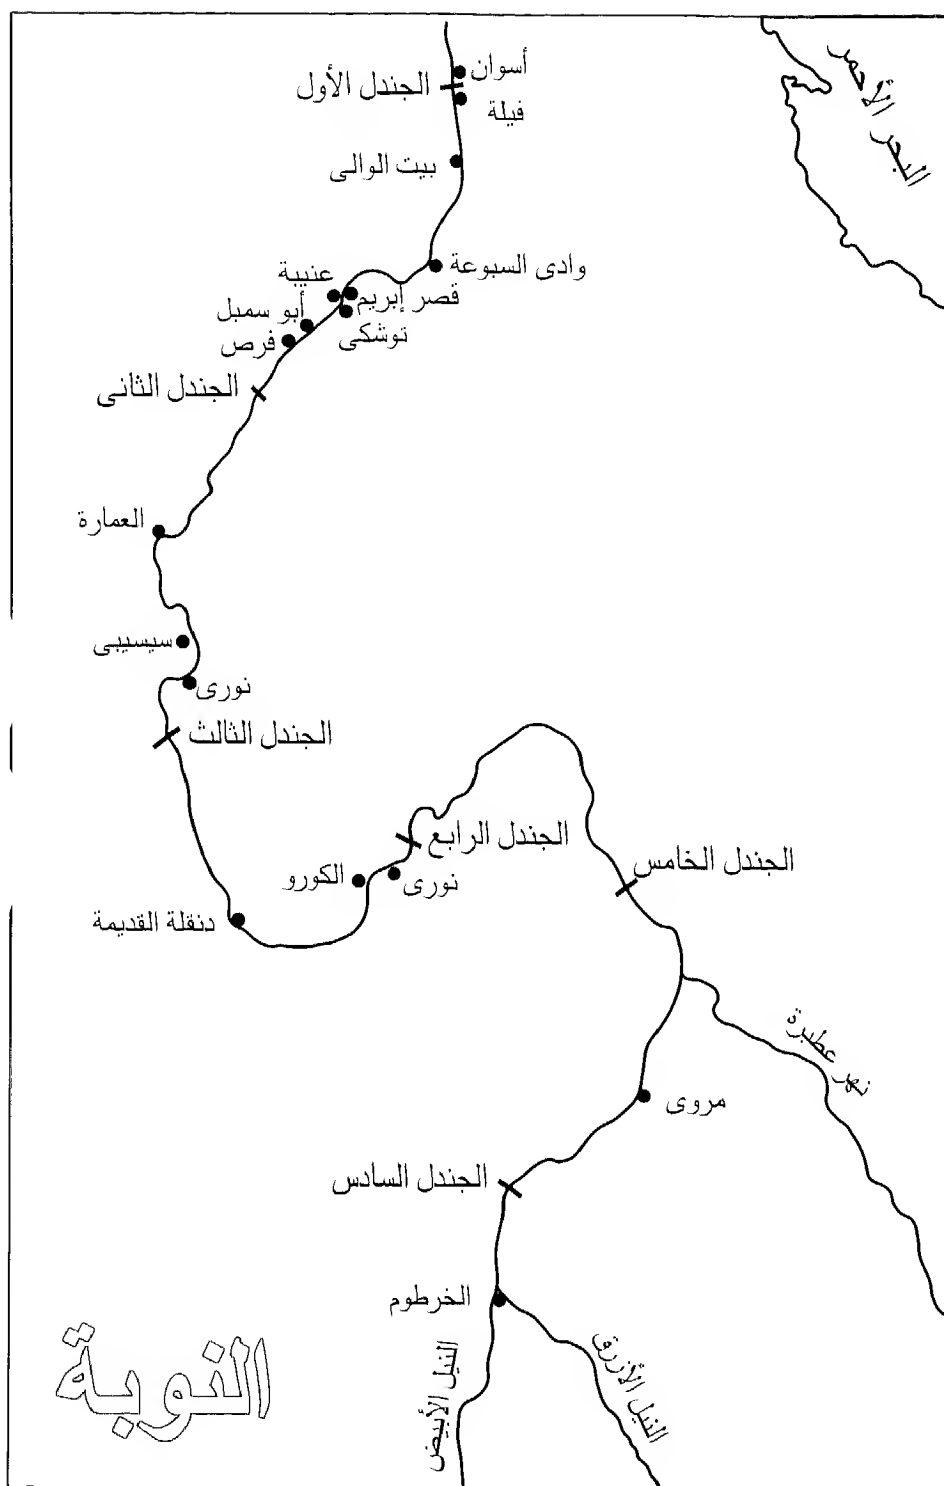 أسوان
الجندل الأول
فيلة
البحر الأحمر
بيت الوالى
وادى السبوعة
عنيبة
قصر إبريم
أبو سمبل
توشكى
فرص
الجندل الثانى
العمارة
سيسيبى
نورى
الجندل الثالث
الجندل الرابع
الجندل الخامس
نورى
الكورو
دنقلة القديمة
نهر عطبرة
مروى
الجندل السادس
الخرطوم
النيل الأزرق
النيل الأبيض
النوبة